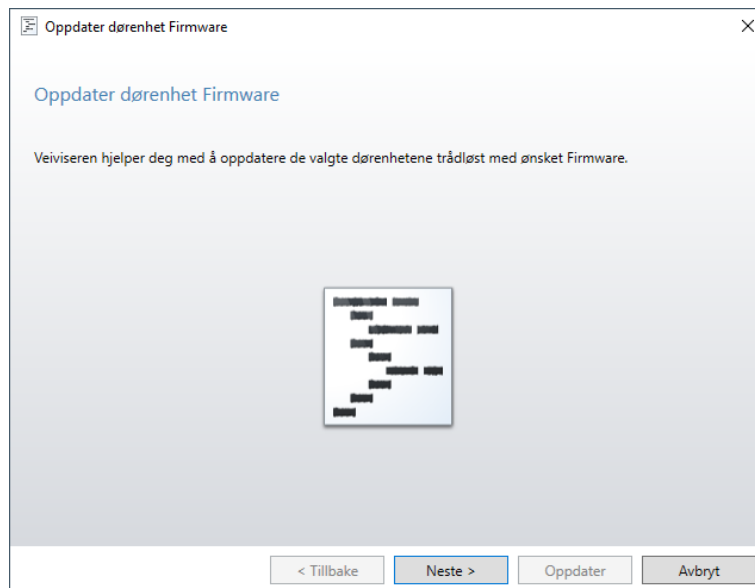 Oppdater dørenhet Firmware
Oppdater dørenhet Firmware
Veiviseren hjelper deg med å oppdatere de valgte dørenhetene trådløst med ønsket Firmware.
< Tillbake
Neste >
Oppdater
Avbryt